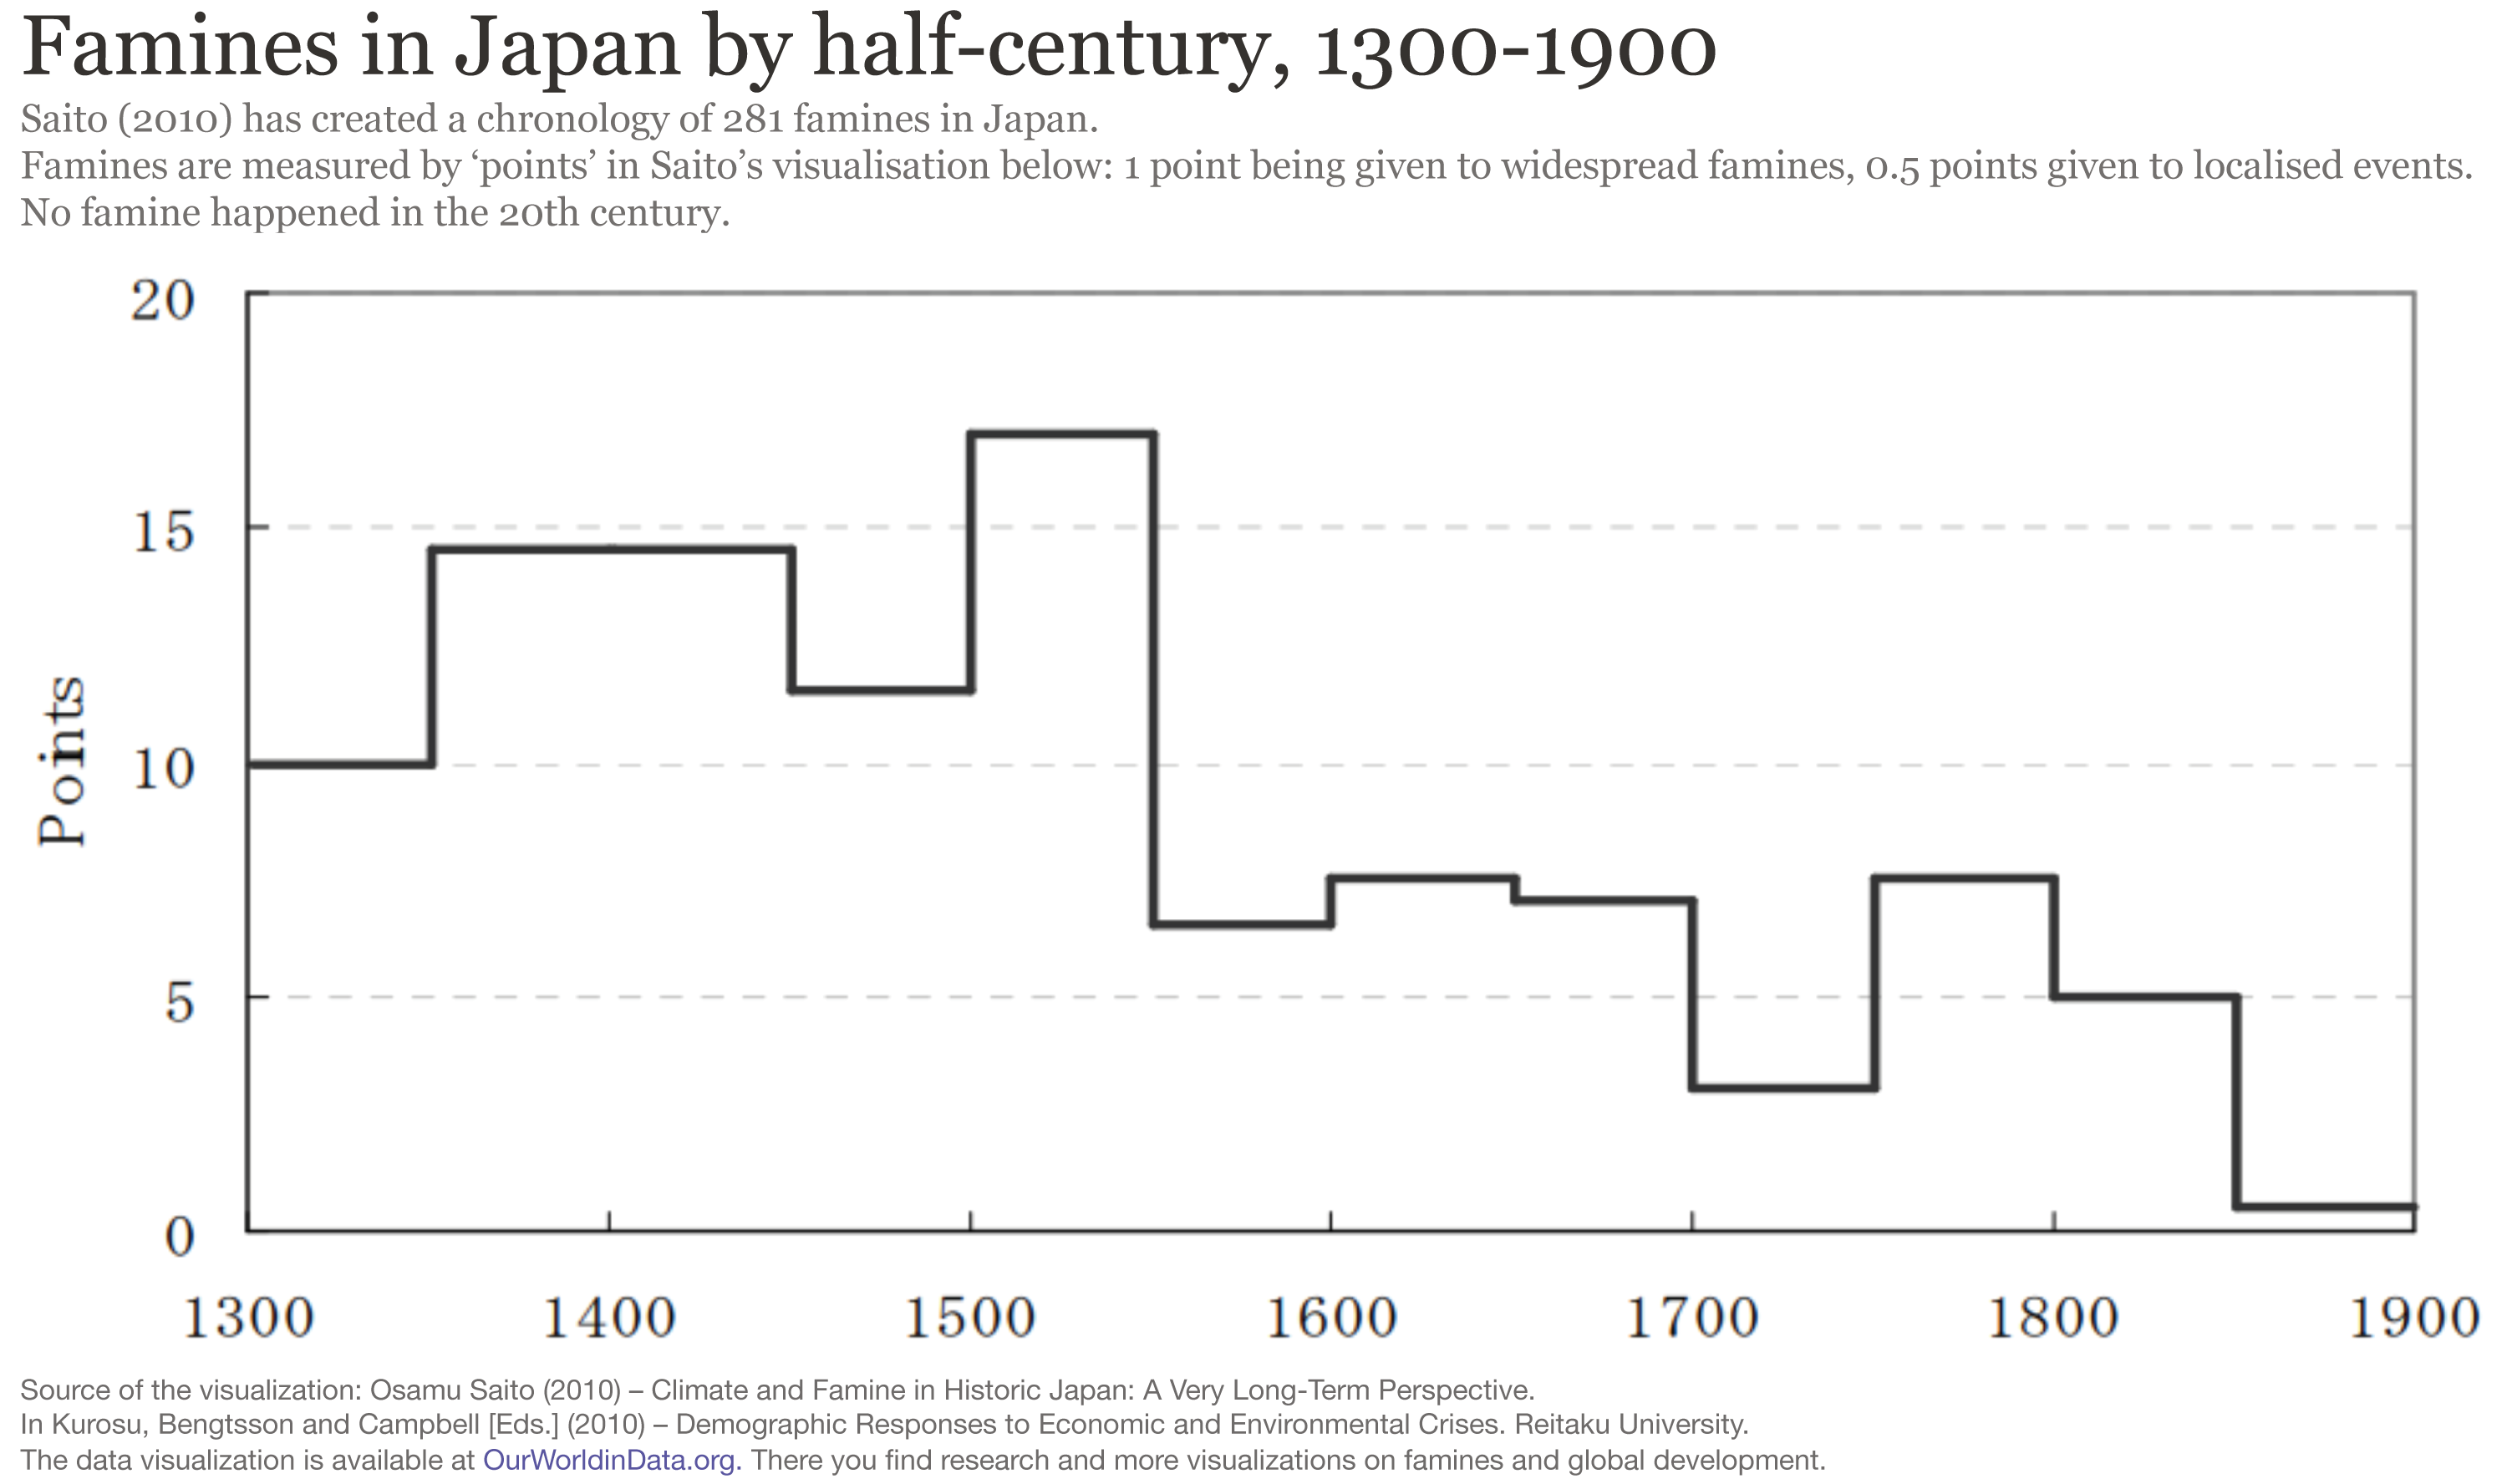 Famines in Japan by half-century, 1300-1900
Saito (2010) has created a chronology of 281 famines in Japan.
Famines are measured by ‘points’ in Saito’s visualisation below: 1 point being given to widespread famines, 0.5 points given to localised events.
No famine happened in the 20th century.
20
15
10
5
0
Points
1300 1400 1500 1600 1700 1800 1900
Source of the visualization: Osamu Saito (2010) – Climate and Famine in Historic Japan: A Very Long-Term Perspective.
In Kurosu, Bengtsson and Campbell [Eds.] (2010) – Demographic Responses to Economic and Environmental Crises. Reitaku University.
The data visualization is available at OurWorldinData.org. There you find research and more visualizations on famines and global development.